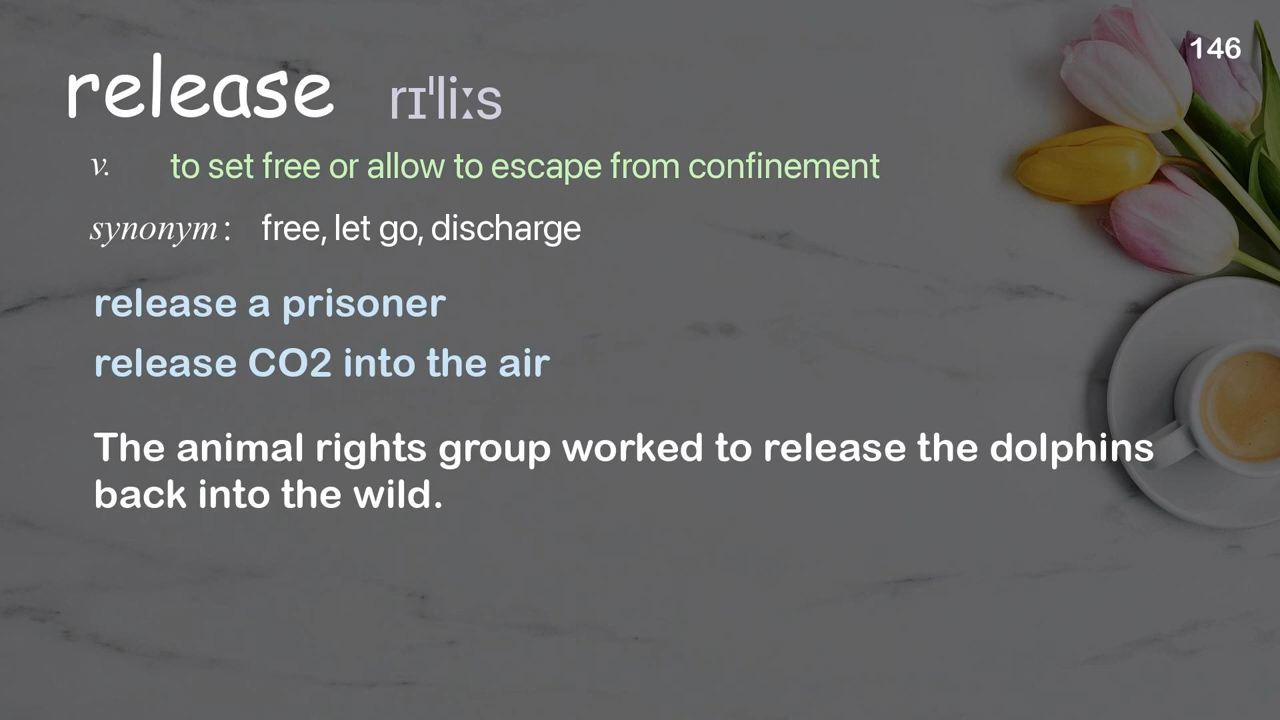 146
release rɪˈliːs
v. to set free or allow to escape from confinement
synonym : free, let go, discharge
release a prisoner
release CO2 into the air
The animal rights group worked to release the dolphins
back into the wild.